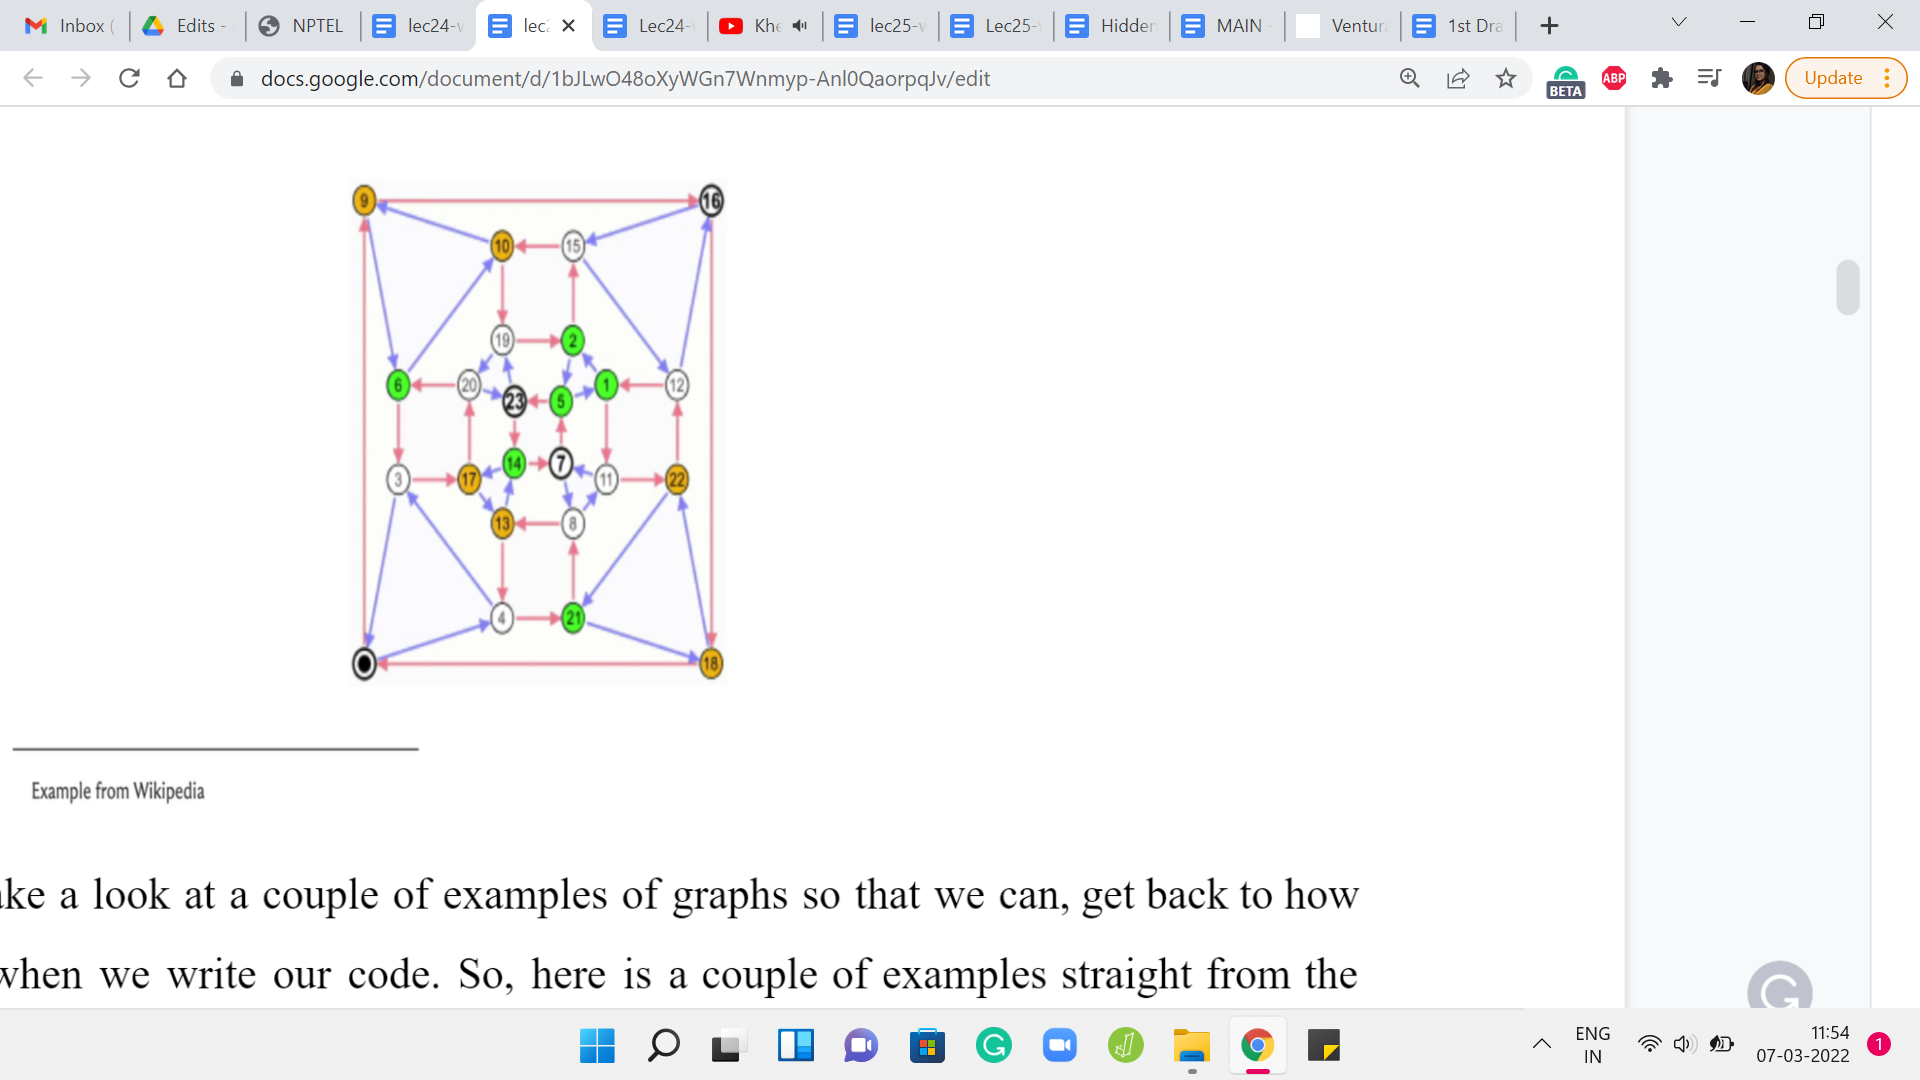 Inbox (
Edits -
NPTEL
lec24-w
lec2
Lec24-
Khe
lec25-w
Lec25-
Hidden
MAIN -
Ventura
1st Dra
docs.google.com/document/d/1bJLwO48oXyWGn7Wnmyp-Anl0QaorpqJv/edit
BETA
ABP
Update
9
16
10
15
19
2
6
20
23
5
1
12
3
17
14
7
11
22
13
8
4
21
18
Example from Wikipedia
ke a look at a couple of examples of graphs so that we can, get back to how
when we write our code. So, here is a couple of examples straight from the
ENG
IN
11:54
07-03-2022
1